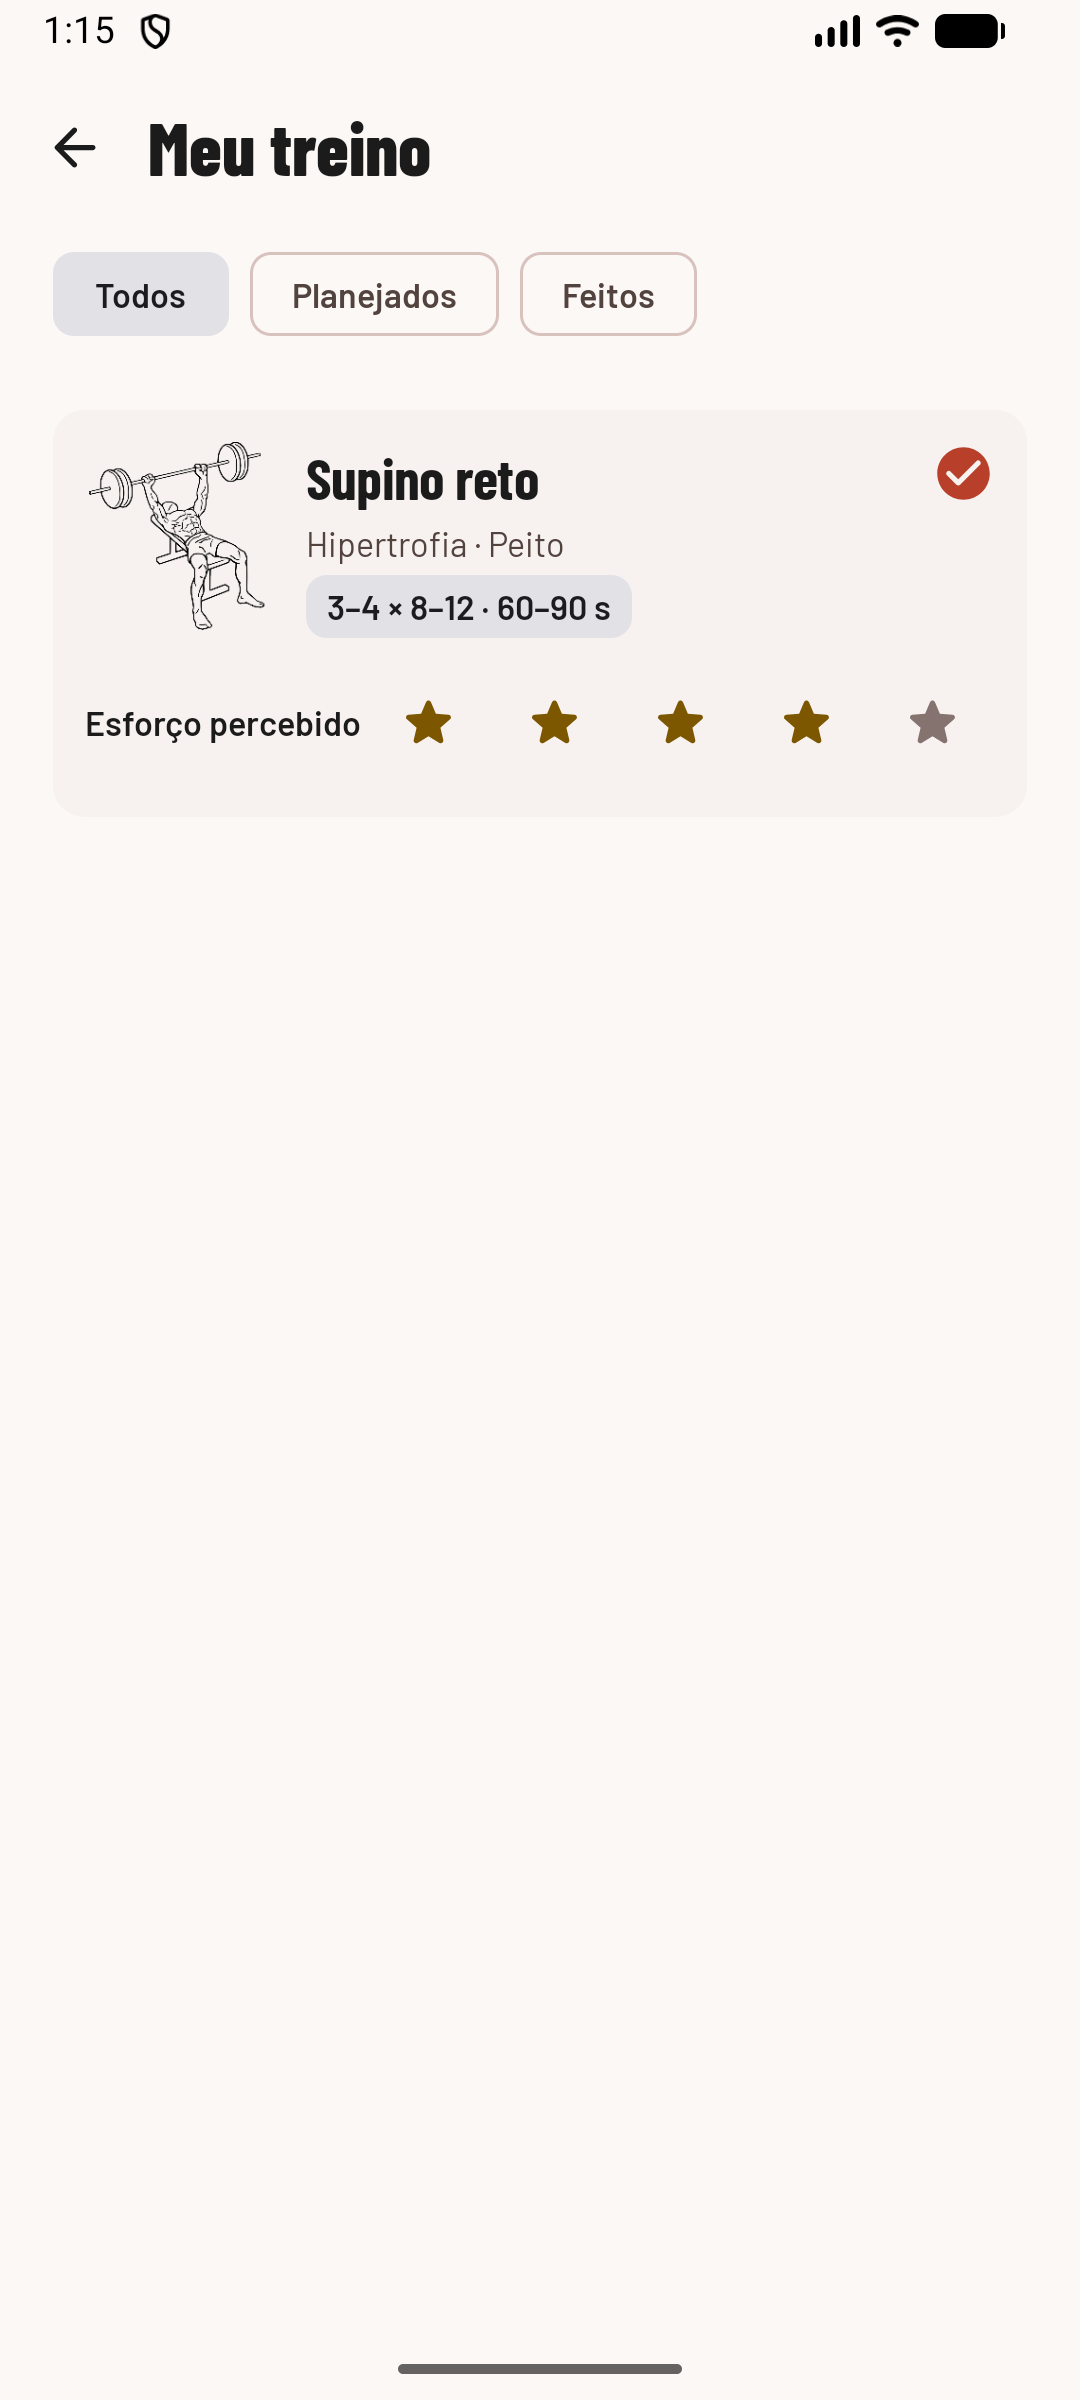 1:15
Meu treino
Todos
Planejados
Feitos
Supino reto
Hipertrofia · Peito
3–4 × 8–12 · 60–90 s
Esforço percebido